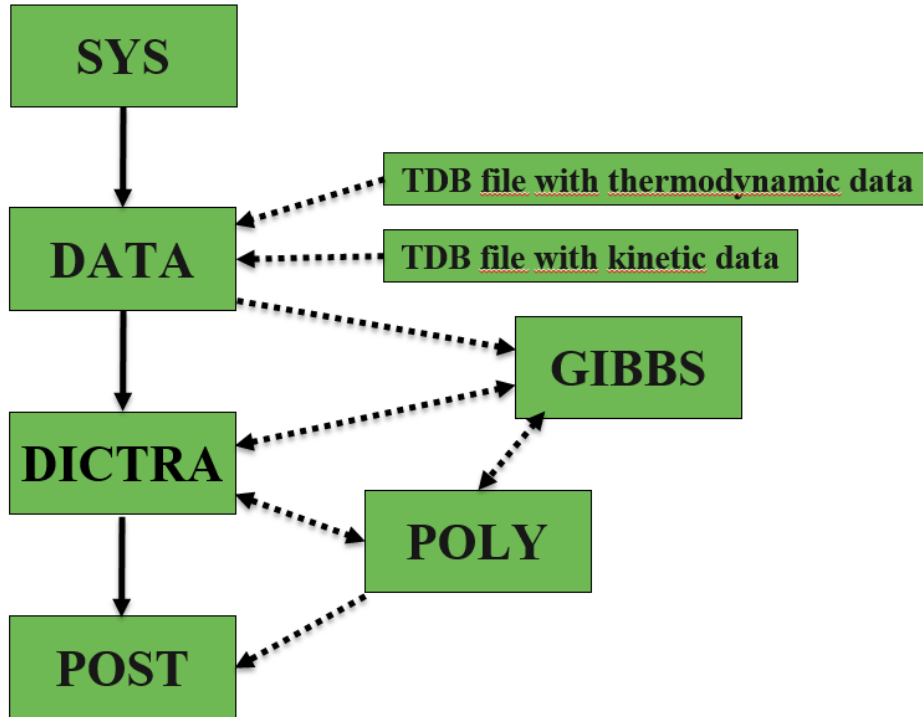 SYS
TDB file with thermodynamic data
DATA
TDB file with kinetic data
GIBBS
DICTRA
POLY
POST